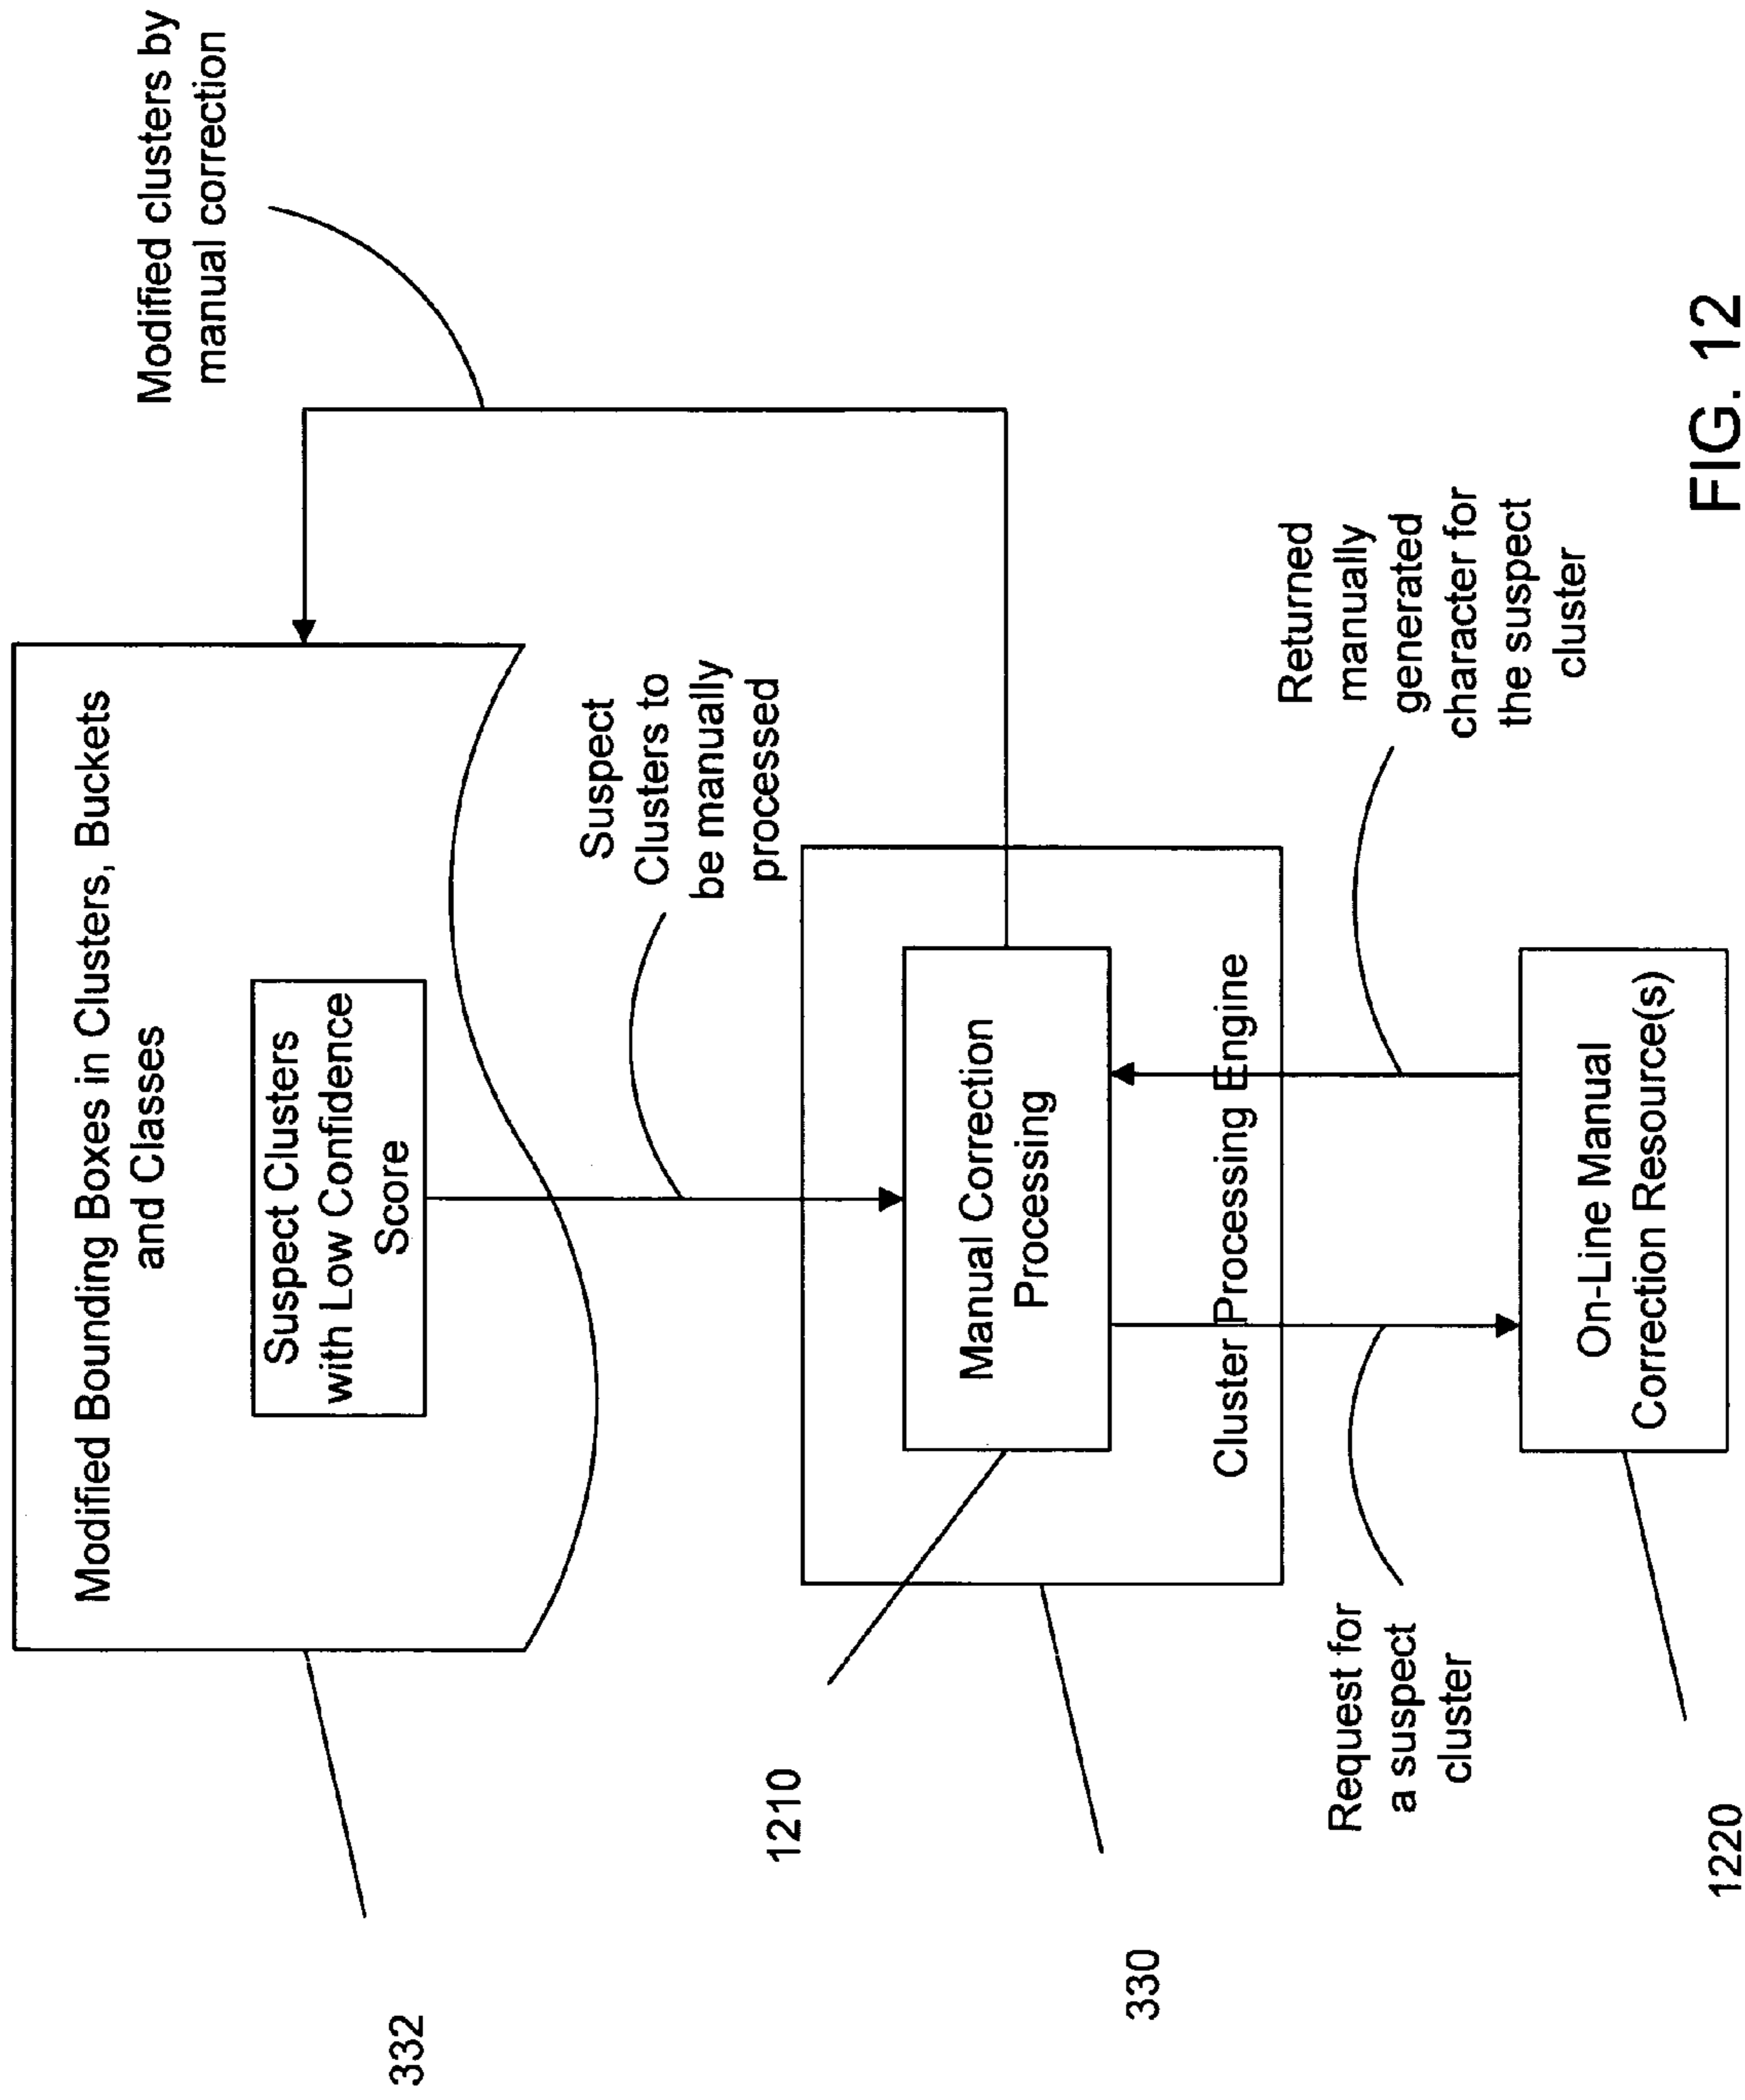 Modified Bounding Boxes in Clusters, Buckets
and Classes
Suspect Clusters
with Low Confidence
Score
Modified clusters by
manual correction
332
Suspect
Clusters to
be manually
processed
1210
Manual Correction
Processing
Cluster Processing Engine
330
Request for
a suspect
cluster
Returned
manually
generated
character for
the suspect
cluster
On-Line Manual
Correction Resource(s)
1220
FIG. 12